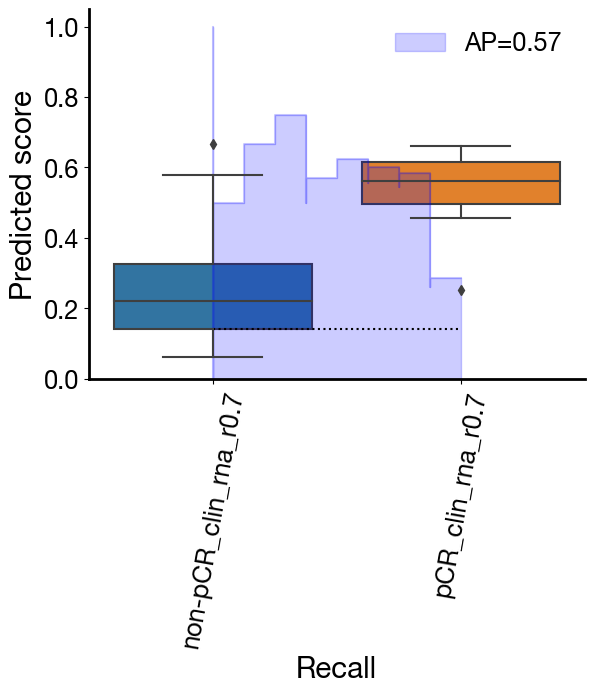 AP=0.57
Predicted score
1.0
0.8
0.6
0.4
0.2
0.0
non-pCR_clin_rna_r0.7
pCR_clin_rna_r0.7
Recall